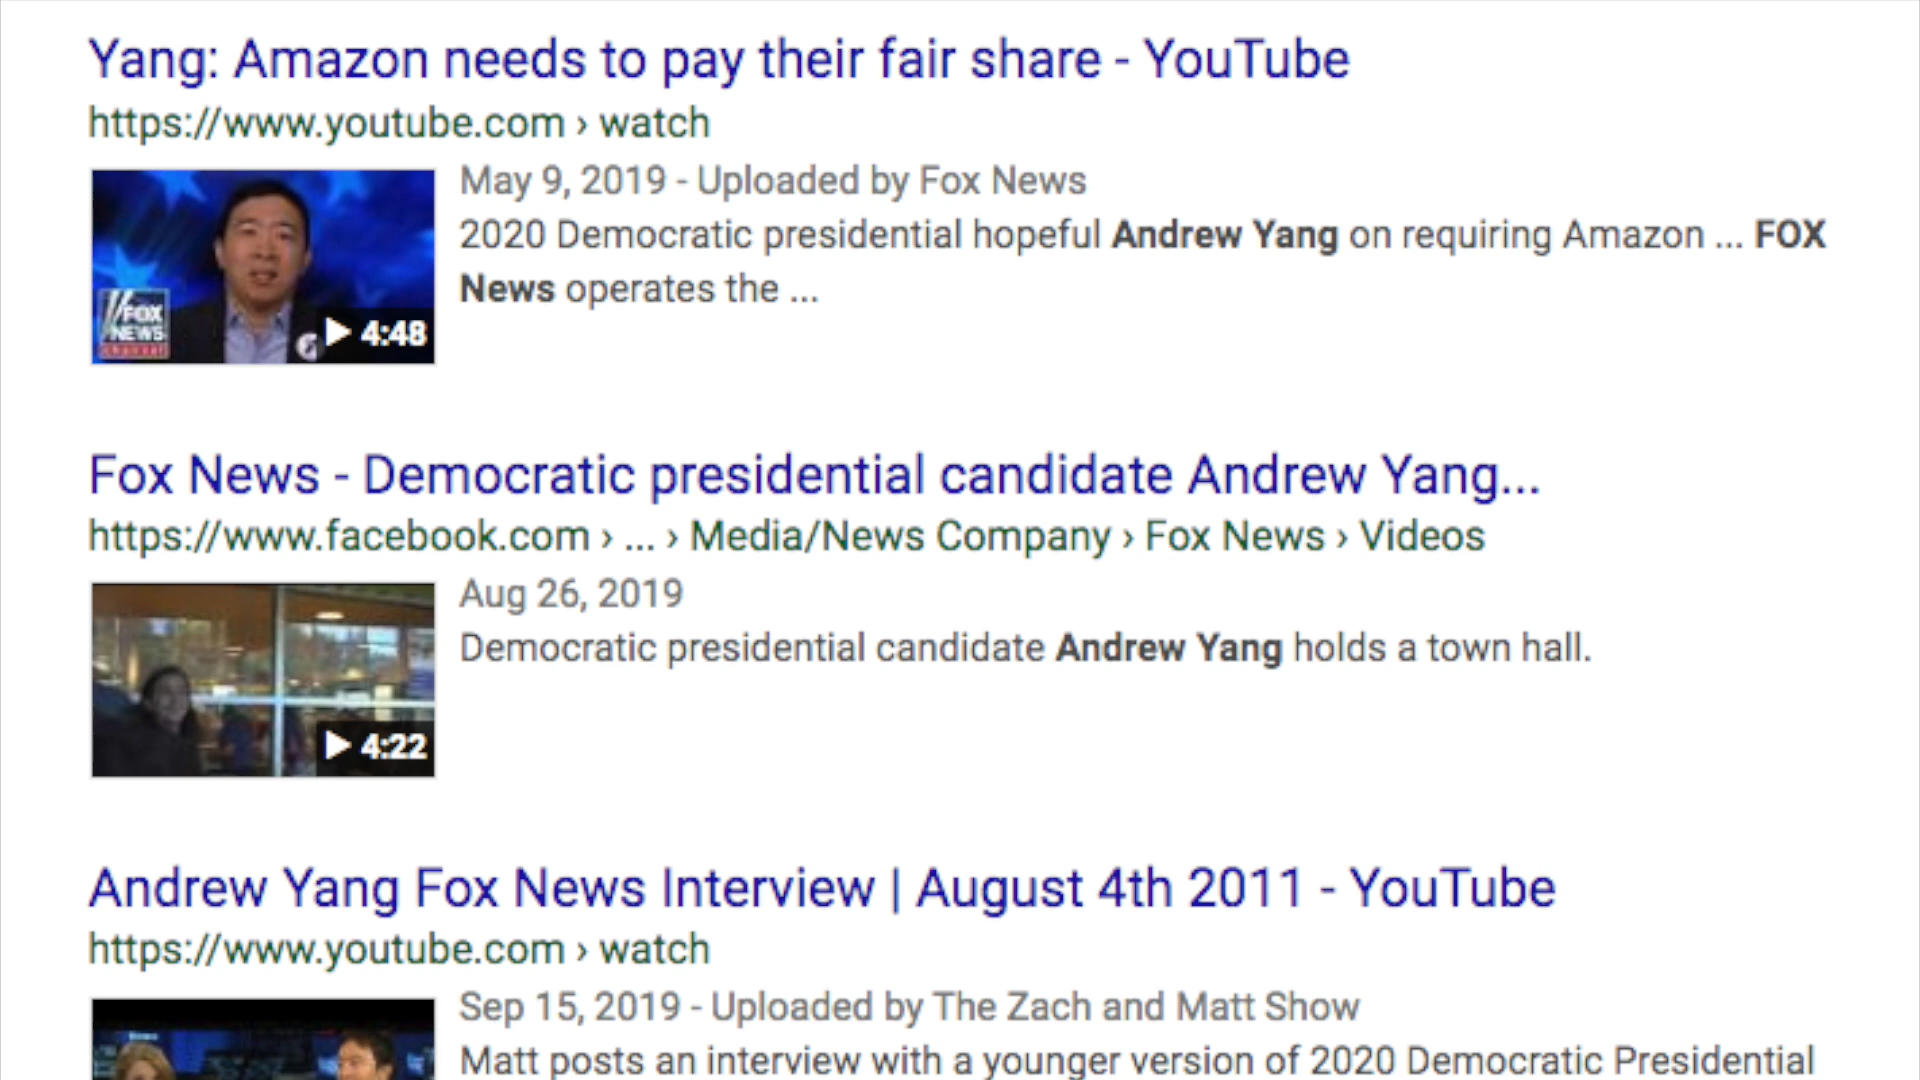 Yang: Amazon needs to pay their fair share - YouTube
https://www.youtube.com › watch
May 9, 2019 - Uploaded by Fox News
2020 Democratic presidential hopeful Andrew Yang on requiring Amazon ... FOX
News operates the ...
FOX
NEWS
channel
4:48
Fox News - Democratic presidential candidate Andrew Yang...
https://www.facebook.com › ... › Media/News Company › Fox News › Videos
Aug 26, 2019
Democratic presidential candidate Andrew Yang holds a town hall.
4:22
Andrew Yang Fox News Interview | August 4th 2011 - YouTube
https://www.youtube.com › watch
Sep 15, 2019 - Uploaded by The Zach and Matt Show
Matt posts an interview with a younger version of 2020 Democratic Presidential